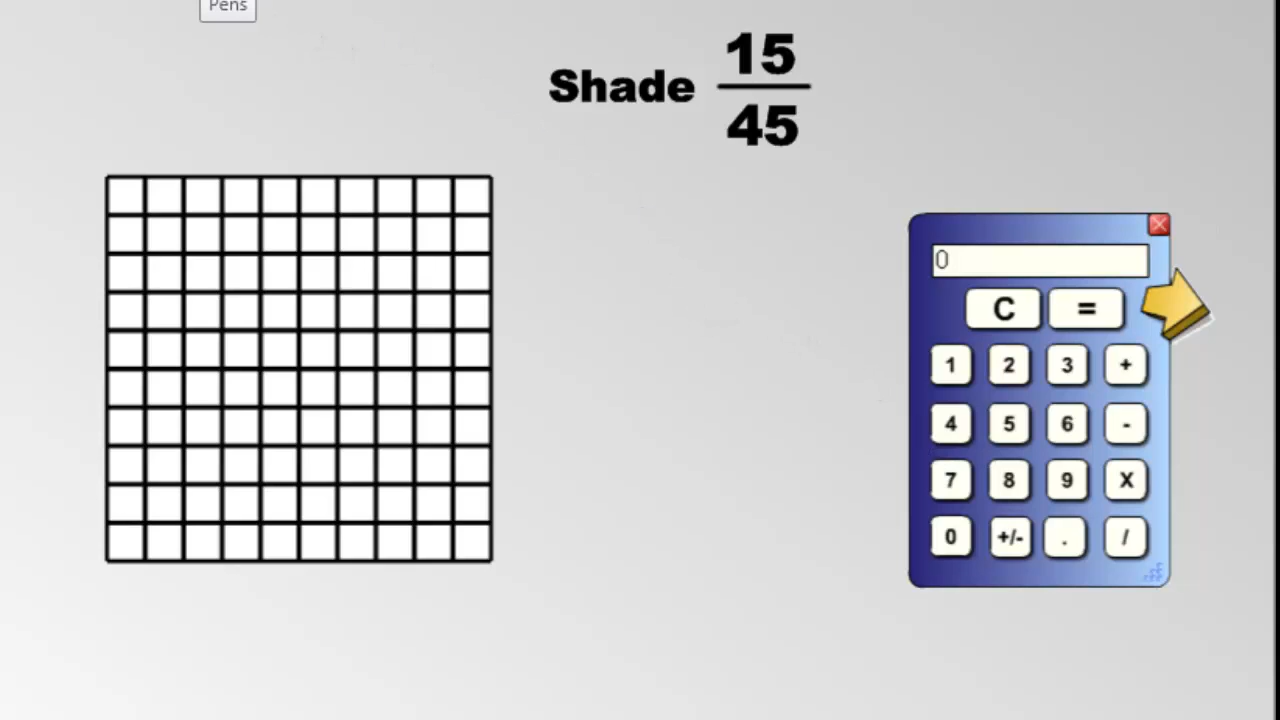 Pens
Shade 15
45
0
C =
1 2 3 +
4 5 6 -
7 8 9 X
0 +/- . /